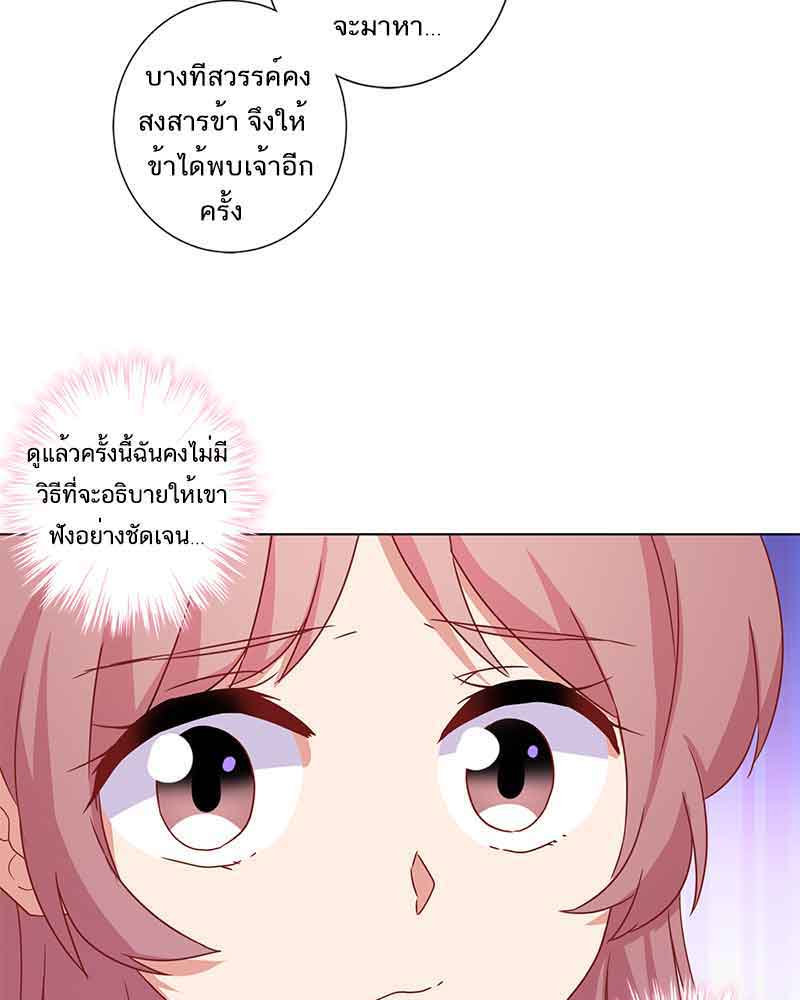 จะมาหา...
บางทีสวรรค์คง
สงสารข้า จึงให้
ข้าได้พบเจ้าอีก
ครั้ง
ดูแล้วครั้งนี้ฉันคงไม่มี
วิธีที่จะอธิบายให้เขา
ฟังอย่างชัดเจน...